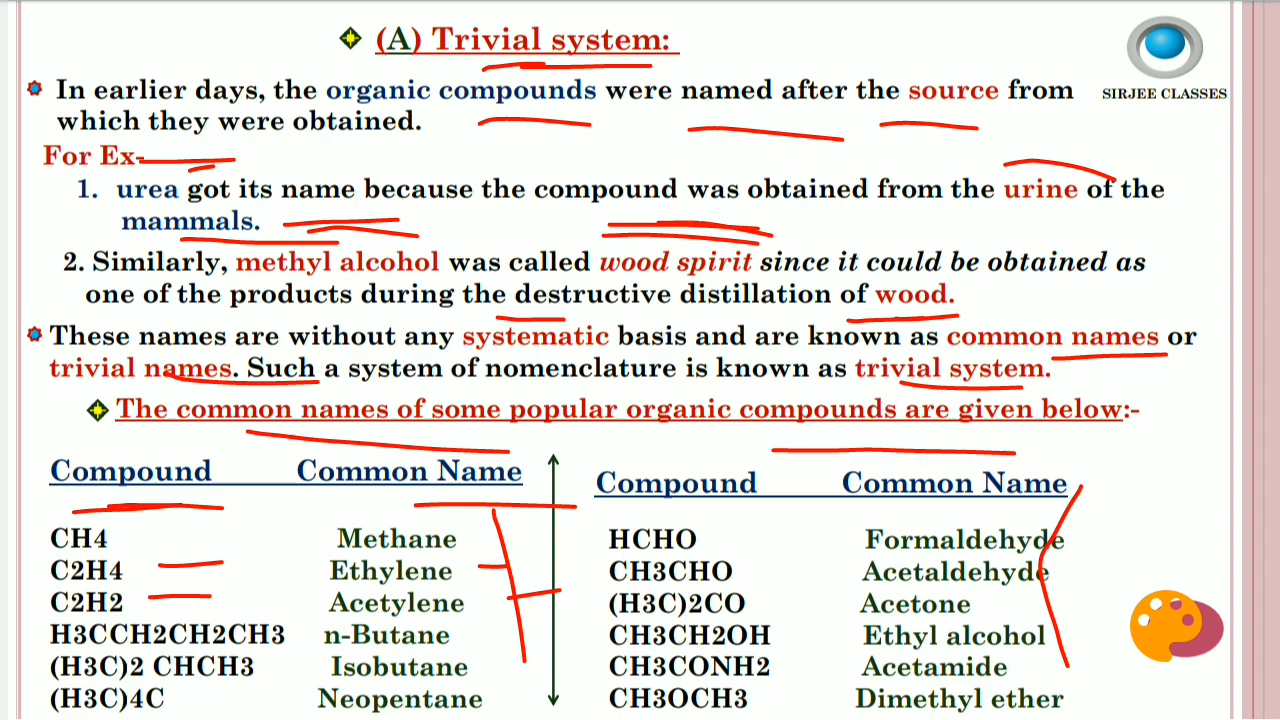 (A) Trivial system:
SIRJEE CLASSES
In earlier days, the organic compounds were named after the source from
which they were obtained.
For Ex-
1. urea got its name because the compound was obtained from the urine of the
mammals.
2. Similarly, methyl alcohol was called wood spirit since it could be obtained as
one of the products during the destructive distillation of wood.
These names are without any systematic basis and are known as common names or
trivial names. Such a system of nomenclature is known as trivial system.
The common names of some popular organic compounds are given below:-
Compound Common Name
CH4 Methane
C2H4 Ethylene
C2H2 Acetylene
H3CCH2CH2CH3 n-Butane
(H3C)2 CHCH3 Isobutane
(H3C)4C Neopentane
Compound Common Name
HCHO Formaldehyde
CH3CHO Acetaldehyde
(H3C)2CO Acetone
CH3CH2OH Ethyl alcohol
CH3CONH2 Acetamide
CH3OCH3 Dimethyl ether